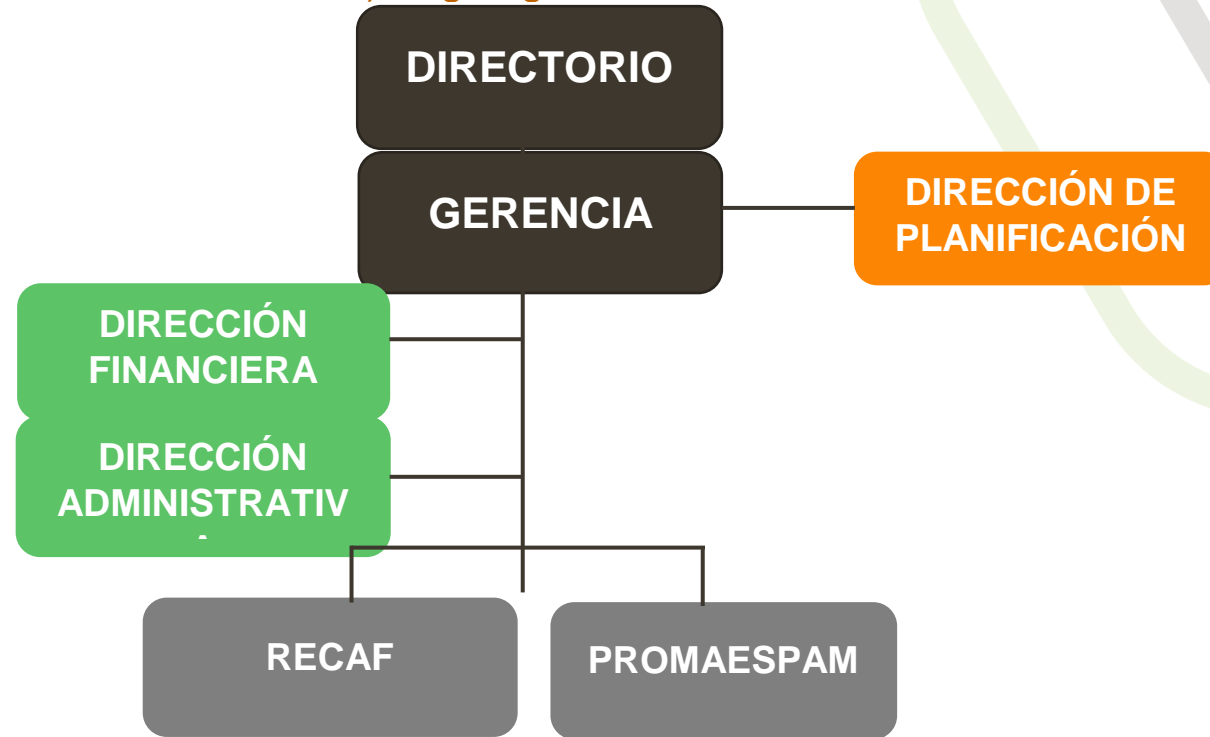 DIRECTORIO
GERENCIA
DIRECCIÓN DE
PLANIFICACIÓN
DIRECCIÓN
FINANCIERA
DIRECCIÓN
ADMINISTRATIV
RECAF
PROMAESPAM